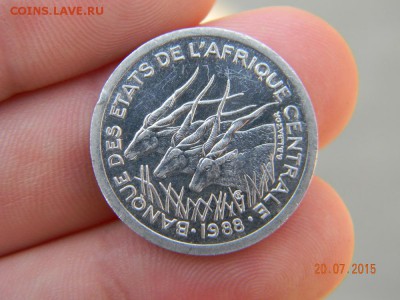 COINS.LAVE.RU
BANQUE DES ETATS DE L'AFRIQUE CENTRALE
• 1988 •
20.07.2015